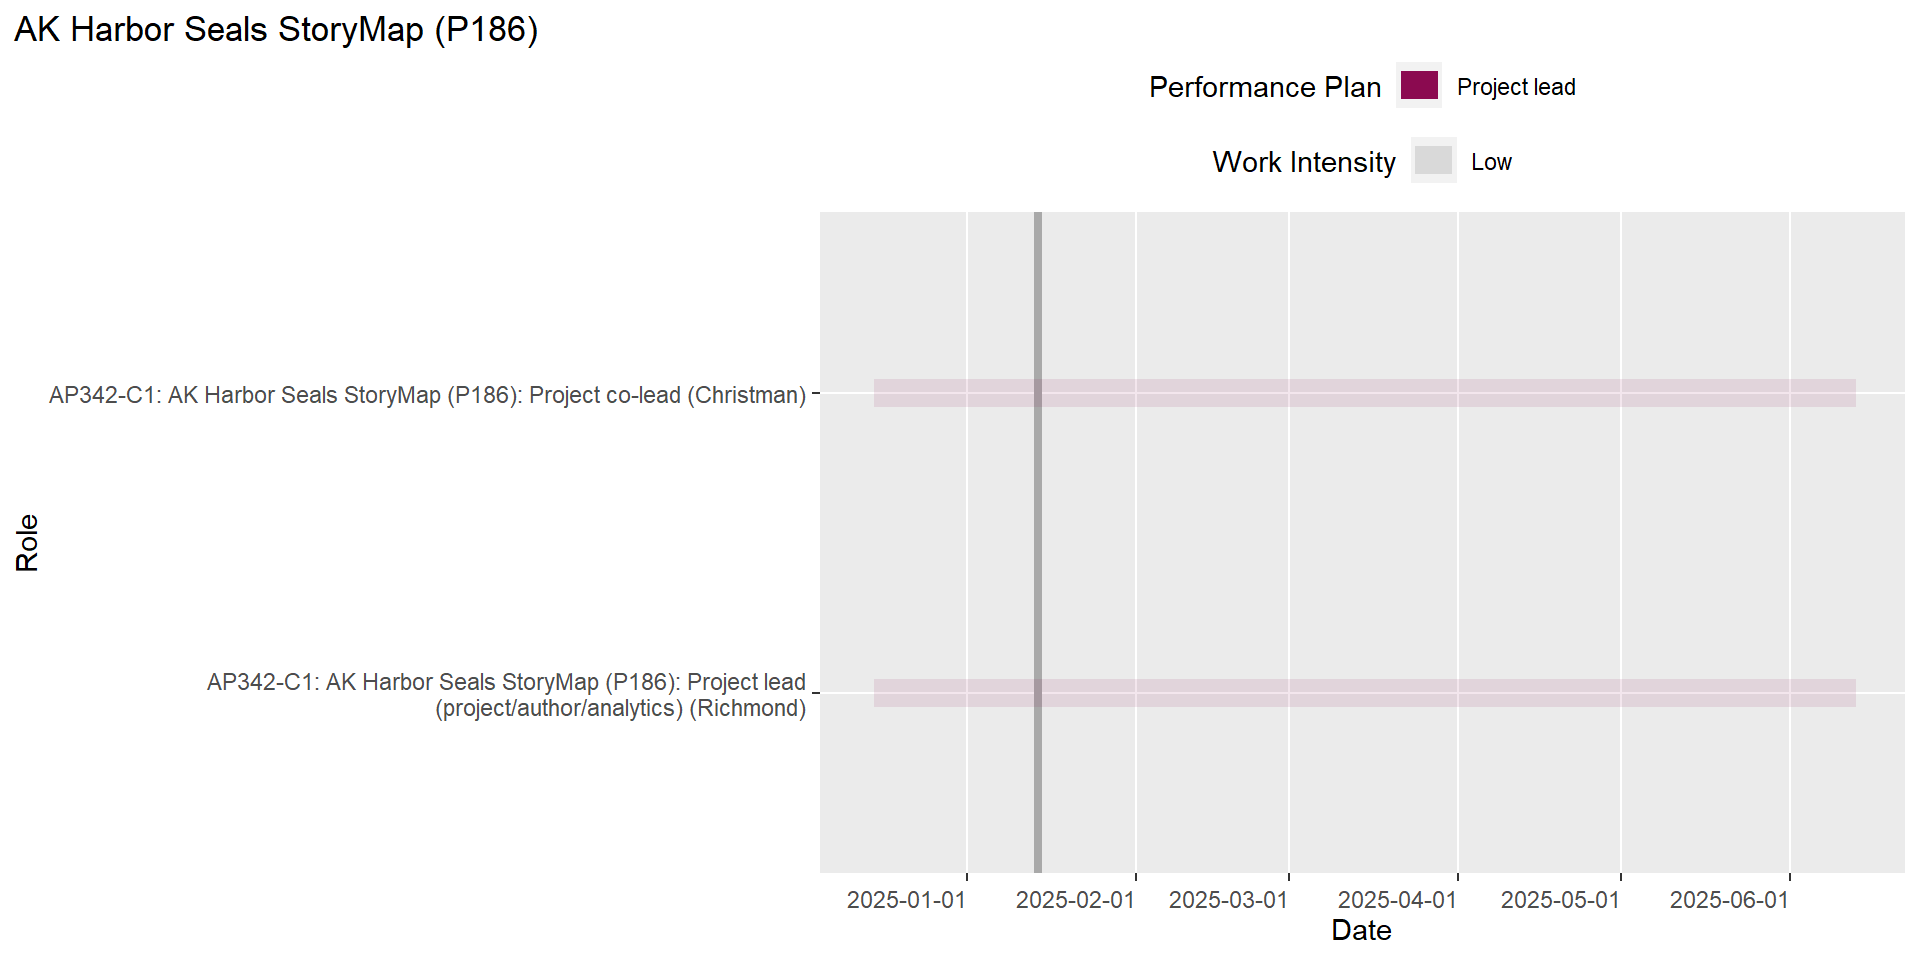 AK Harbor Seals StoryMap (P186)
Performance Plan
Project lead
Work Intensity
Low
AP342-C1: AK Harbor Seals StoryMap (P186): Project co-lead (Christman)
Role
AP342-C1: AK Harbor Seals StoryMap (P186): Project lead
(project/author/analytics) (Richmond)
2025-01-01
2025-02-01
2025-03-01
2025-04-01
2025-05-01
2025-06-01
Date